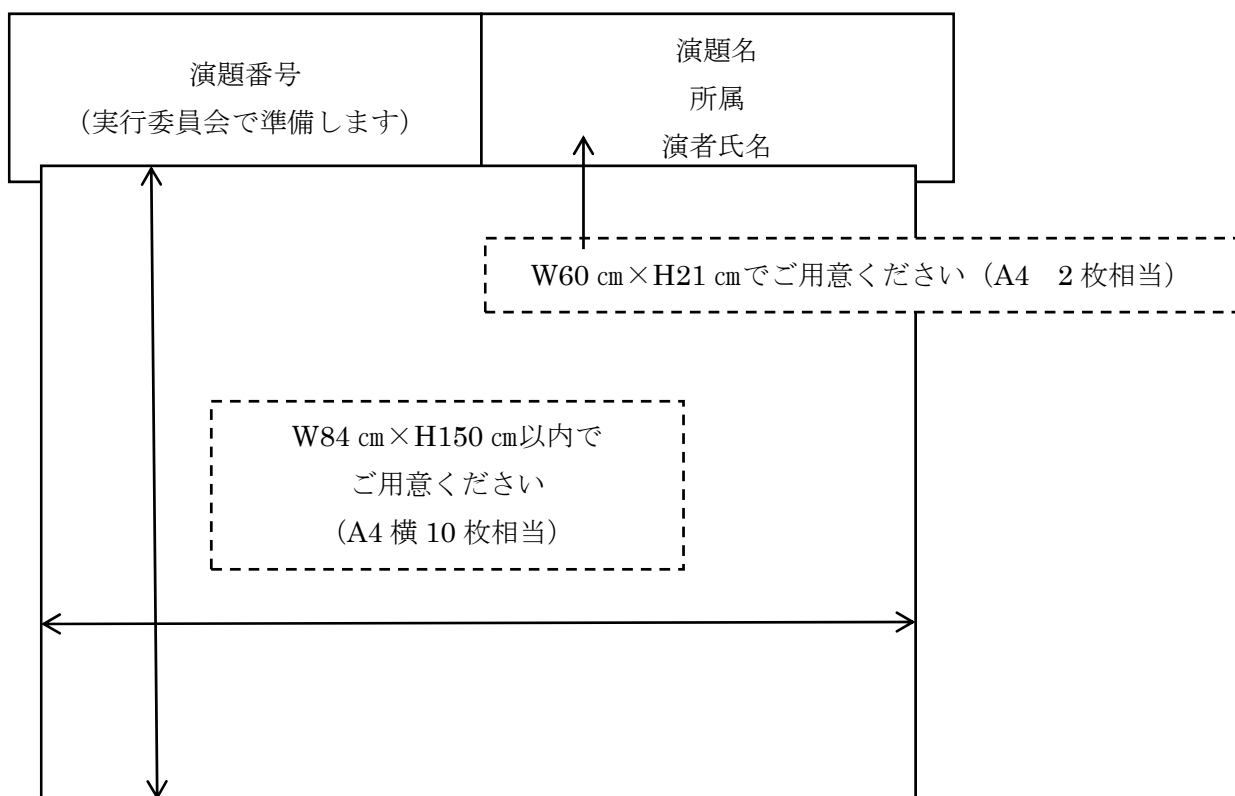 演題番号
（実行委員会で準備します）
演題名
所属
演者氏名
W60 ㎝×H21 ㎝でご用意ください（A4　2 枚相当）
W84 ㎝×H150 ㎝以内で
ご用意ください
（A4 横 10 枚相当）